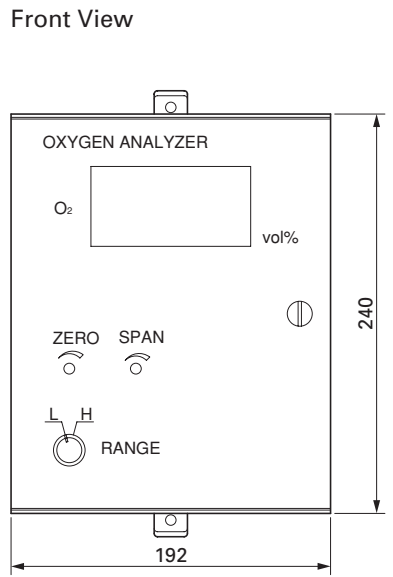 Front View
OXYGEN ANALYZER
O₂
vol%
240
ZERO SPAN
L H
RANGE
192